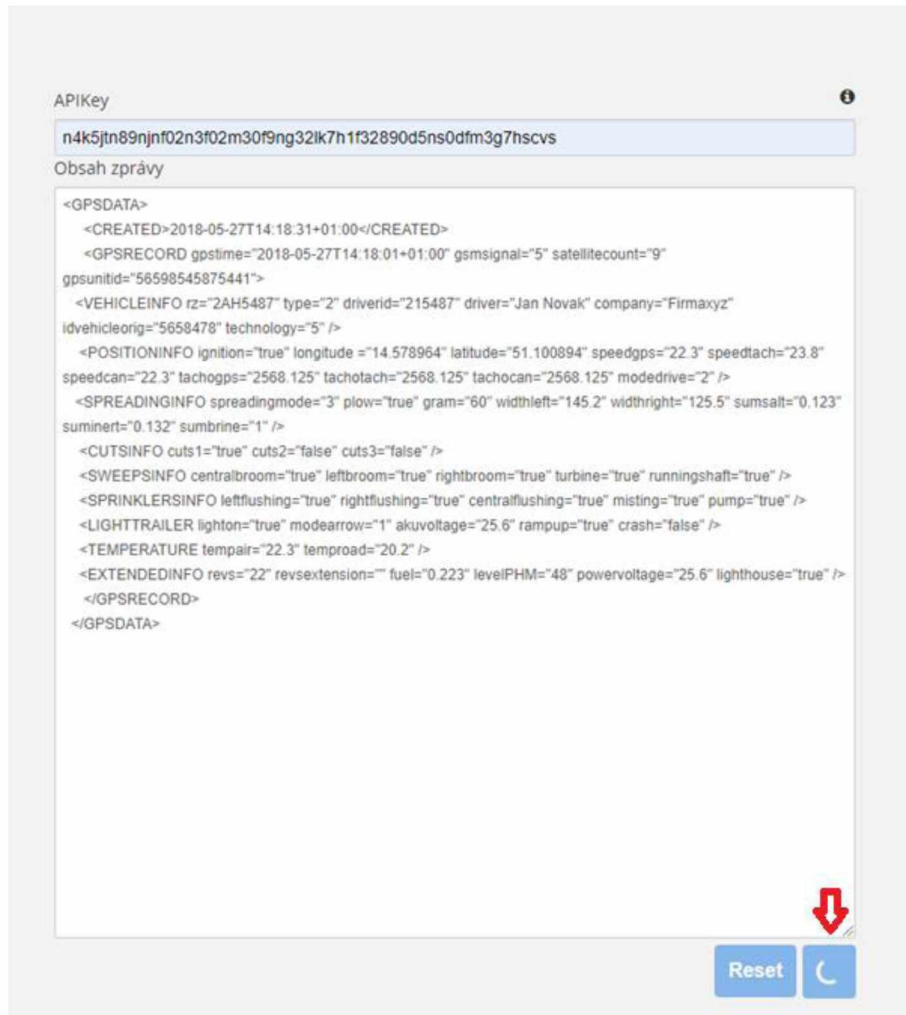 APIKey
n4k5jtn89njnf02n3f02m30f9ng32lk7h1f32890d5ns0dfm3g7hscvs
Obsah zprávy
<GPSDATA>
<CREATED>2018-05-27T14:18:31+01:00</CREATED>
<GPSRECORD gpstime="2018-05-27T14:18:01+01:00" gsmsignal="5" satellitecount="9"
gpsunitid="56598545875441">
<VEHICLEINFO rz="2AH5487" type="2" driverid="215487" driver="Jan Novak" company="Firmaxyz"
idvehicleorig="5658478" technology="5" />
<POSITIONINFO ignition="true" longitude ="14.578964" latitude="51.100894" speedgps="22.3" speedtach="23.8"
speedcan="22.3" tachogps="2568.125" tachotach="2568.125" tachocan="2568.125" modedrive="2" />
<SPREADINGINFO spreadingmode="3" plow="true" gram="60" widthleft="145.2" widthright="125.5" sumsalt="0.123"
suminert="0.132" sumbrine="1" />
<CUTSINFO cuts1="true" cuts2="false" cuts3="false" />
<SWEEPSINFO centralbroom="true" leftbroom="true" rightbroom="true" turbine="true" runningshaft="true" />
<SPRINKLERSINFO leftflushing="true" rightflushing="true" centralflushing="true" misting="true" pump="true" />
<LIGHTTRAILER lighton="true" modearrow="1" akuvoltage="25.6" rampup="true" crash="false" />
<TEMPERATURE tempair="22.3" temproad="20.2" />
<EXTENDEDINFO revs="22" revsextension="" fuel="0.223" levelPHM="48" powervoltage="25.6" lighthouse="true" />
</GPSRECORD>
</GPSDATA>
Reset